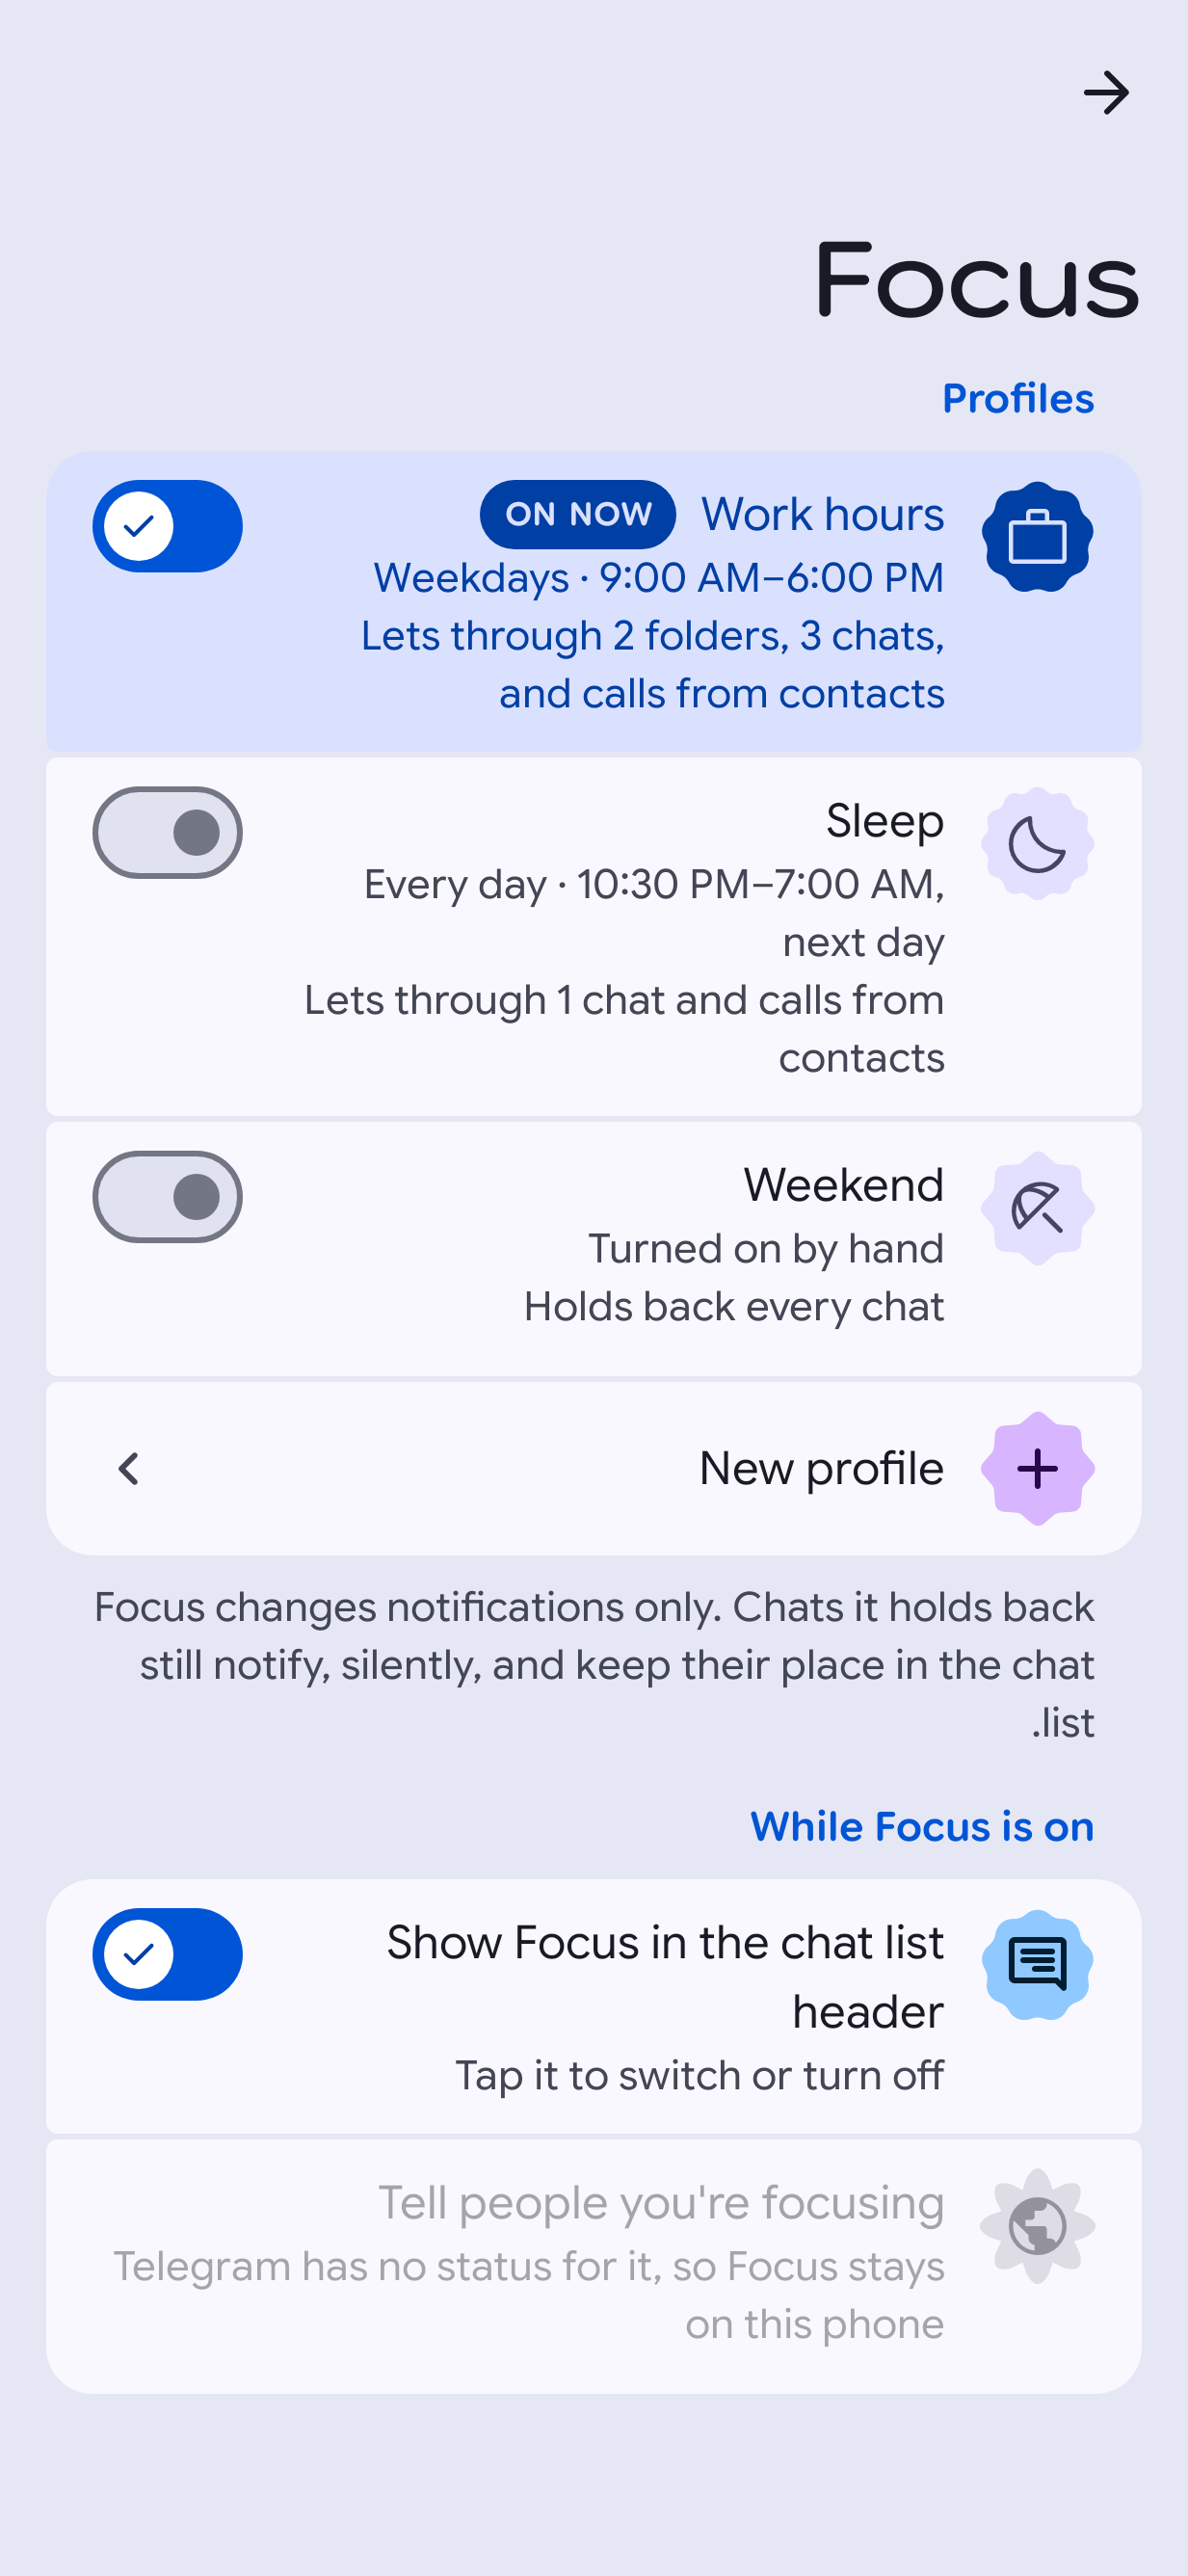 Focus
Profiles
Work hours ON NOW
Weekdays · 9:00 AM–6:00 PM
Lets through 2 folders, 3 chats,
and calls from contacts
Sleep
Every day · 10:30 PM–7:00 AM,
next day
Lets through 1 chat and calls from
contacts
Weekend
Turned on by hand
Holds back every chat
New profile
Focus changes notifications only. Chats it holds back
still notify, silently, and keep their place in the chat
.list
While Focus is on
Show Focus in the chat list
header
Tap it to switch or turn off
Tell people you're focusing
Telegram has no status for it, so Focus stays
on this phone